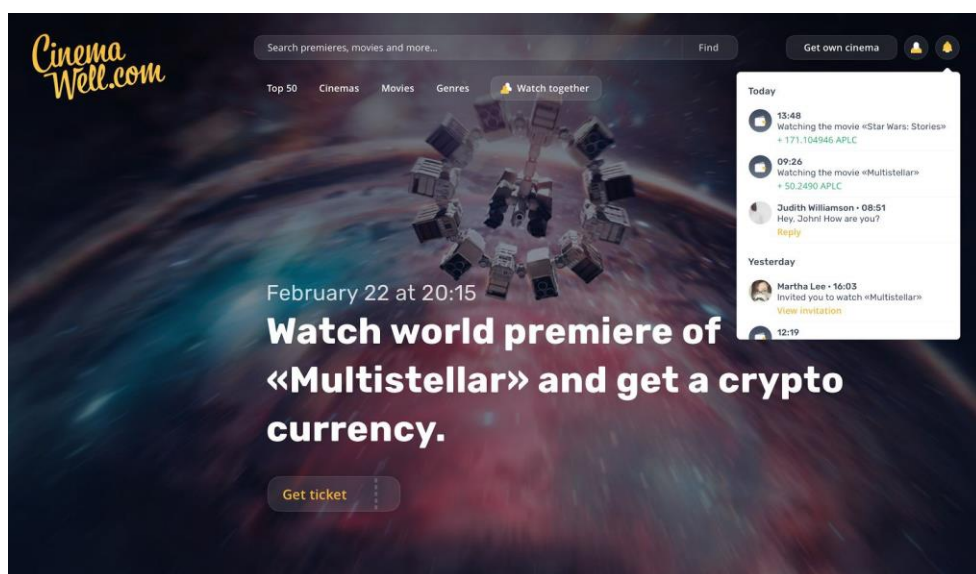 Cinema
Well.com
Search premieres, movies and more...
Find
Get own cinema
Top 50
Cinemas
Movies
Genres
Watch together
Today
13:48
Watching the movie «Star Wars: Stories»
+ 171.104946 APLC
09:26
Watching the movie «Multistellar»
+ 50.2490 APLC
Judith Williamson • 08:51
Hey, John! How are you?
Reply
Yesterday
Martha Lee • 16:03
Invited you to watch «Multistellar»
View invitation
12:19
February 22 at 20:15
Watch world premiere of
«Multistellar» and get a crypto
currency.
Get ticket